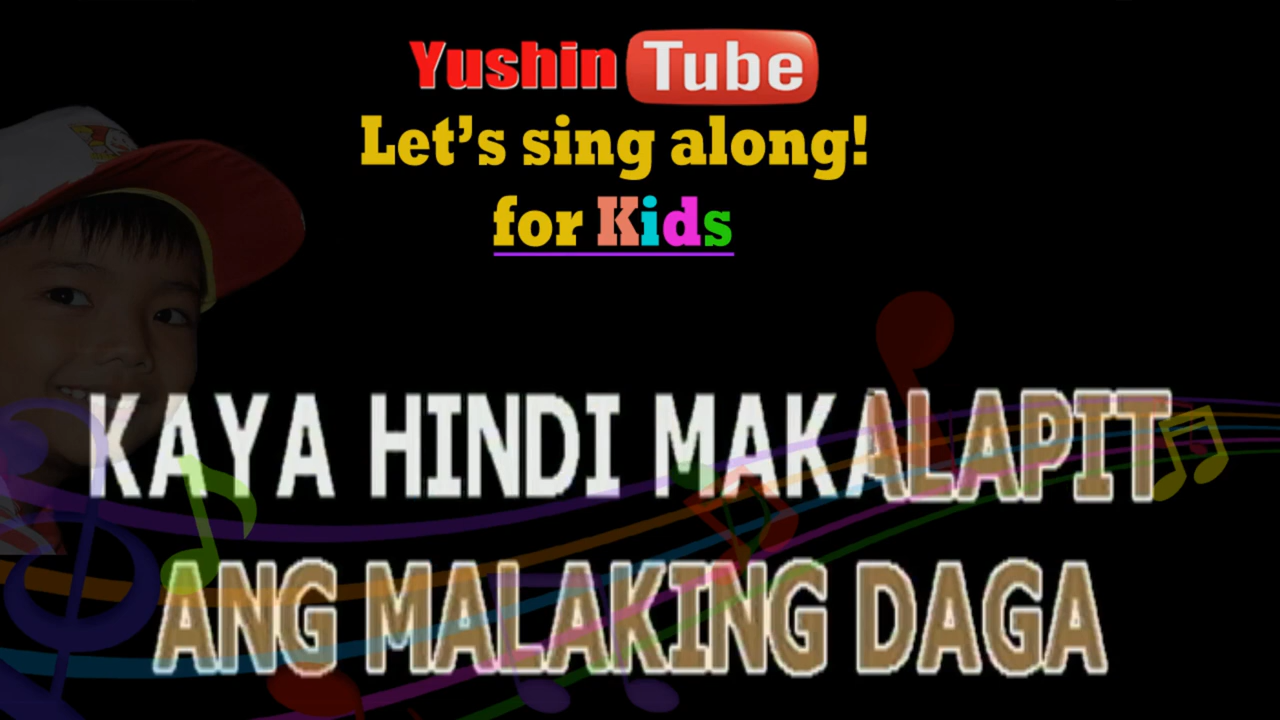 Yushin Tube
Let's sing along!
for Kids
KAYA HINDI MAKALAPIT
ANG MALAKING DAGA